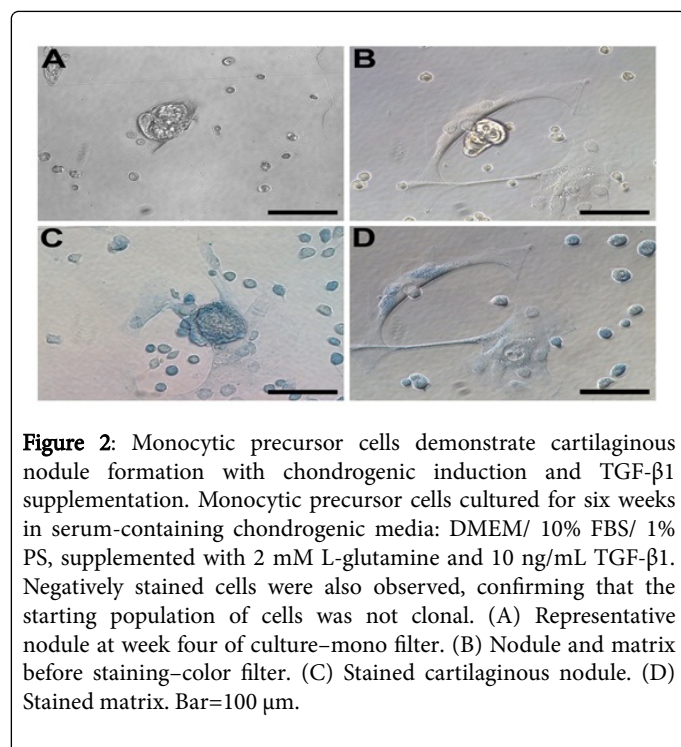 A
B
C
D
Figure 2: Monocytic precursor cells demonstrate cartilaginous
nodule formation with chondrogenic induction and TGF-β1
supplementation. Monocytic precursor cells cultured for six weeks
in serum-containing chondrogenic media: DMEM/ 10% FBS/ 1%
PS, supplemented with 2 mM L-glutamine and 10 ng/mL TGF-β1.
Negatively stained cells were also observed, confirming that the
starting population of cells was not clonal. (A) Representative
nodule at week four of culture–mono filter. (B) Nodule and matrix
before staining–color filter. (C) Stained cartilaginous nodule. (D)
Stained matrix. Bar=100 μm.